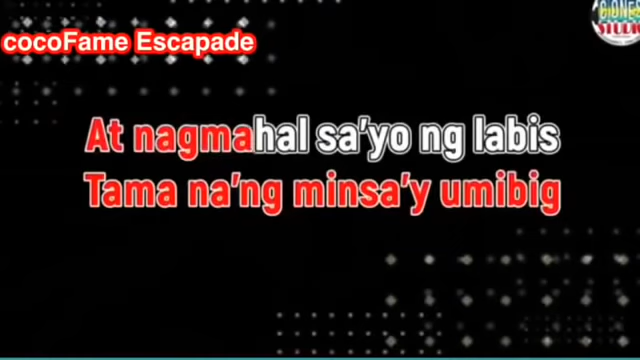 cocoFame Escapade
At nagmahal sa'yo ng labis
Tama na'ng minsa'y umibig